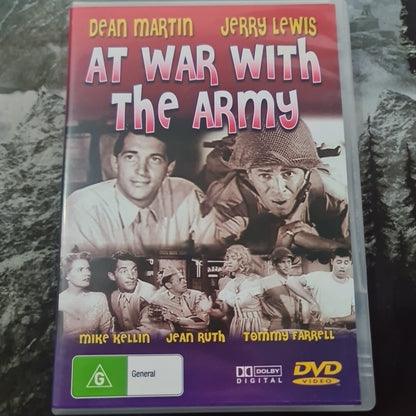 DEAN MARTIN JERRY LEWIS
AT WAR WITH
THE ARMY
MIKE KELLIN JEAN RUTH TOMMY FARRELL
G General
DOLBY
DIGITAL
DVD
VIDEO